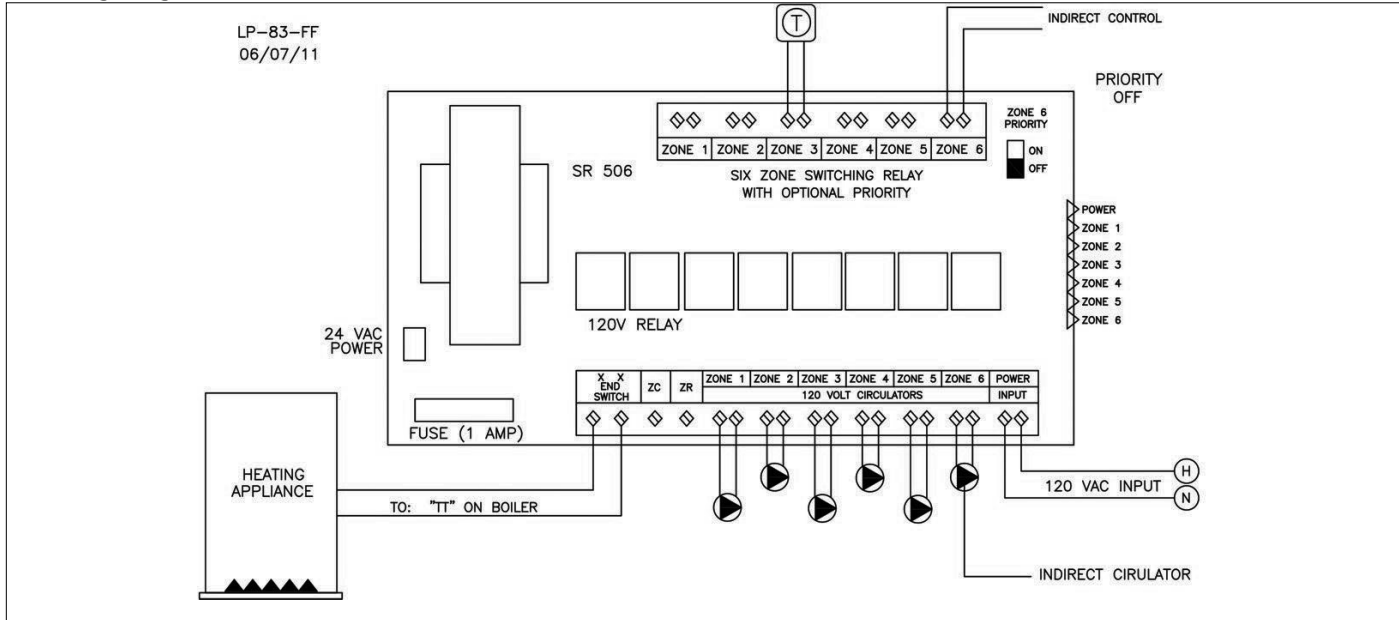 LP-83-FF
06/07/11
T
INDIRECT CONTROL
PRIORITY
OFF
ZONE 6
PRIORITY
ON
OFF
ZONE 1 ZONE 2 ZONE 3 ZONE 4 ZONE 5 ZONE 6
SR 506
SIX ZONE SWITCHING RELAY
WITH OPTIONAL PRIORITY
POWER
ZONE 1
ZONE 2
ZONE 3
ZONE 4
ZONE 5
ZONE 6
120V RELAY
24 VAC
POWER
FUSE (1 AMP)
X X
END
SWITCH
ZC
ZR
ZONE 1 ZONE 2 ZONE 3 ZONE 4 ZONE 5 ZONE 6 POWER
120 VOLT CIRCULATORS INPUT
HEATING
APPLIANCE
TO: "TT" ON BOILER
H
120 VAC INPUT
N
INDIRECT CIRULATOR